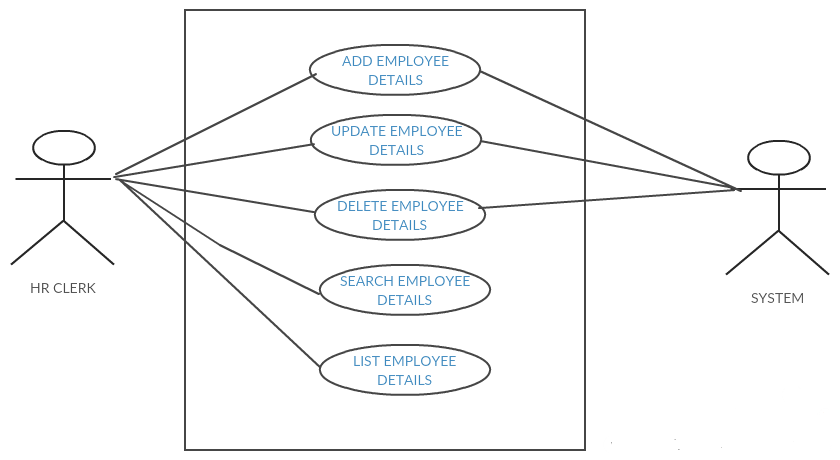 ADD EMPLOYEE
DETAILS
UPDATE EMPLOYEE
DETAILS
DELETE EMPLOYEE
DETAILS
SEARCH EMPLOYEE
DETAILS
LIST EMPLOYEE
DETAILS
HR CLERK
SYSTEM